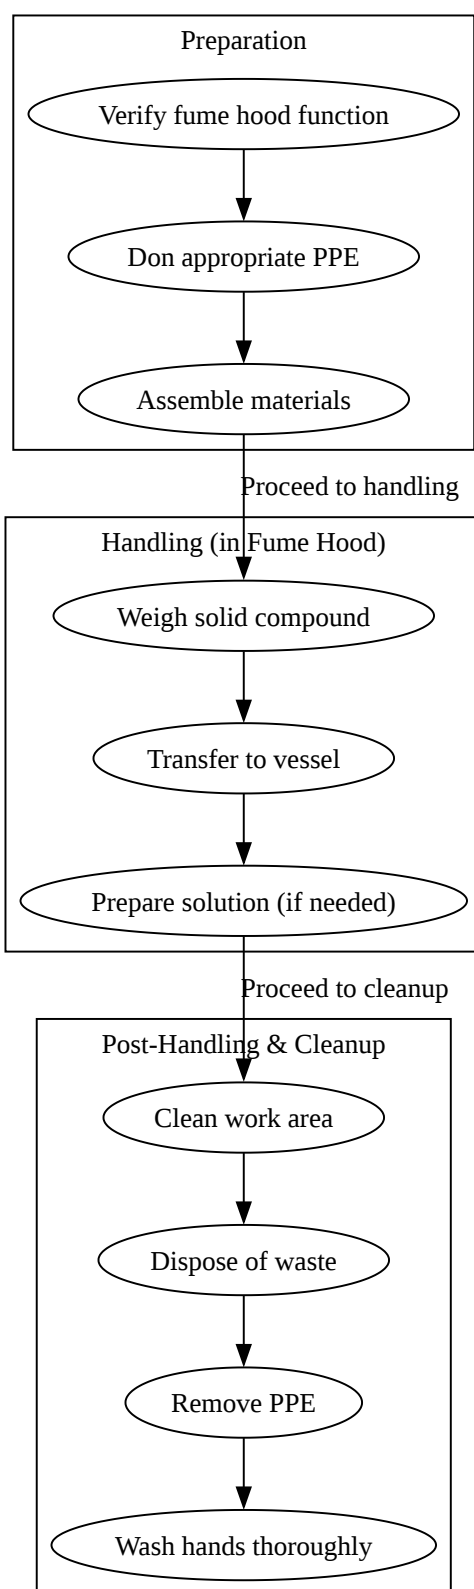 Preparation
Verify fume hood function
Don appropriate PPE
Assemble materials
Proceed to handling
Handling (in Fume Hood)
Weigh solid compound
Transfer to vessel
Prepare solution (if needed)
Proceed to cleanup
Post-Handling & Cleanup
Clean work area
Dispose of waste
Remove PPE
Wash hands thoroughly